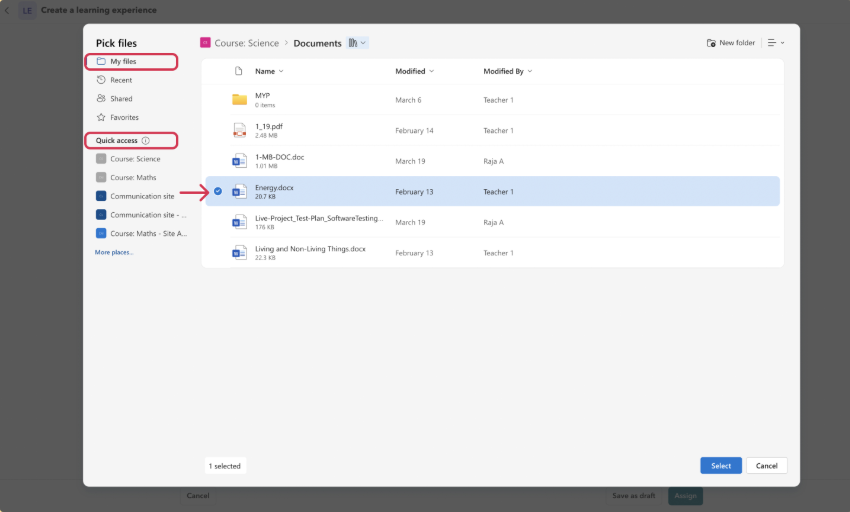 LE Create a learning experience
Pick files
My files
Recent
Shared
Favorites
Quick access
Course: Science
Course: Maths
Communication site
Communication site - ...
Course: Maths - Site A...
More places...
Course: Science > Documents
New folder
Name Modified Modified By
MYP March 6 Teacher 1
0 items
1_19.pdf February 14 Teacher 1
2.48 MB
1-MB-DOC.doc March 19 Raja A
1.01 MB
Energy.docx February 13 Teacher 1
20.7 KB
Live-Project_Test-Plan_SoftwareTesting... March 19 Raja A
176 KB
Living and Non-Living Things.docx February 13 Teacher 1
22.3 KB
1 selected
Select Cancel
Cancel Save as draft Assign